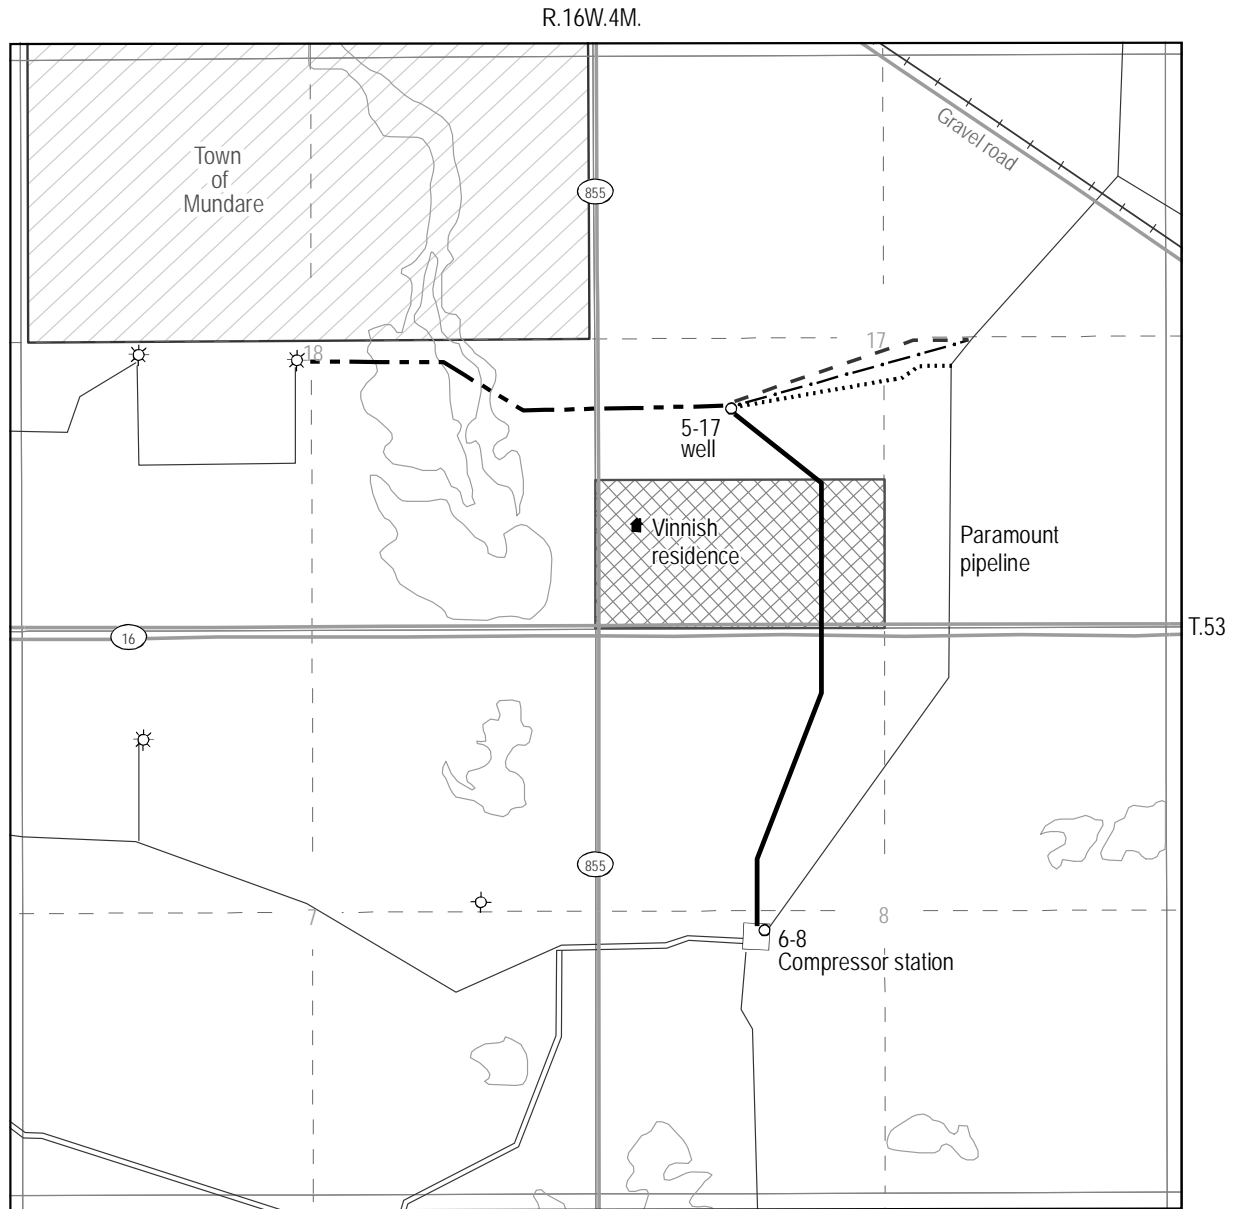 R.16W.4M.
Gravel road
Town
of
Mundare
855
18
17
5-17
well
Vinnish
residence
Paramount
pipeline
16
T.53
855
7
8
6-8
Compressor station